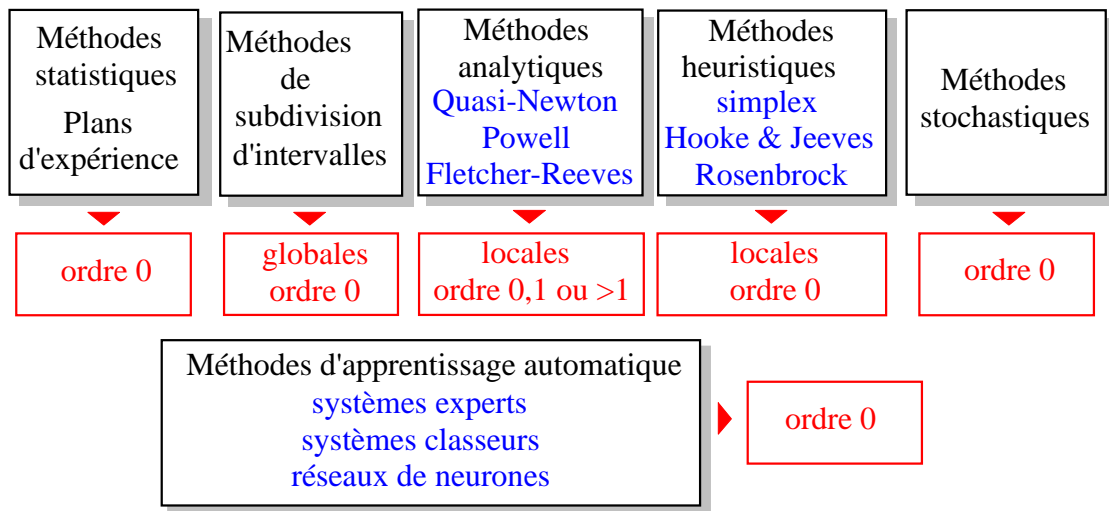 Méthodes
statistiques
Plans
d'expérience
Méthodes
de
subdivision
d'intervalles
Méthodes
analytiques
Quasi-Newton
Powell
Fletcher-Reeves
Méthodes
heuristiques
simplex
Hooke & Jeeves
Rosenbrock
Méthodes
stochastiques
ordre 0
globales
ordre 0
locales
ordre 0,1 ou >1
locales
ordre 0
ordre 0
Méthodes d'apprentissage automatique
systèmes experts
systèmes classeurs
réseaux de neurones
ordre 0